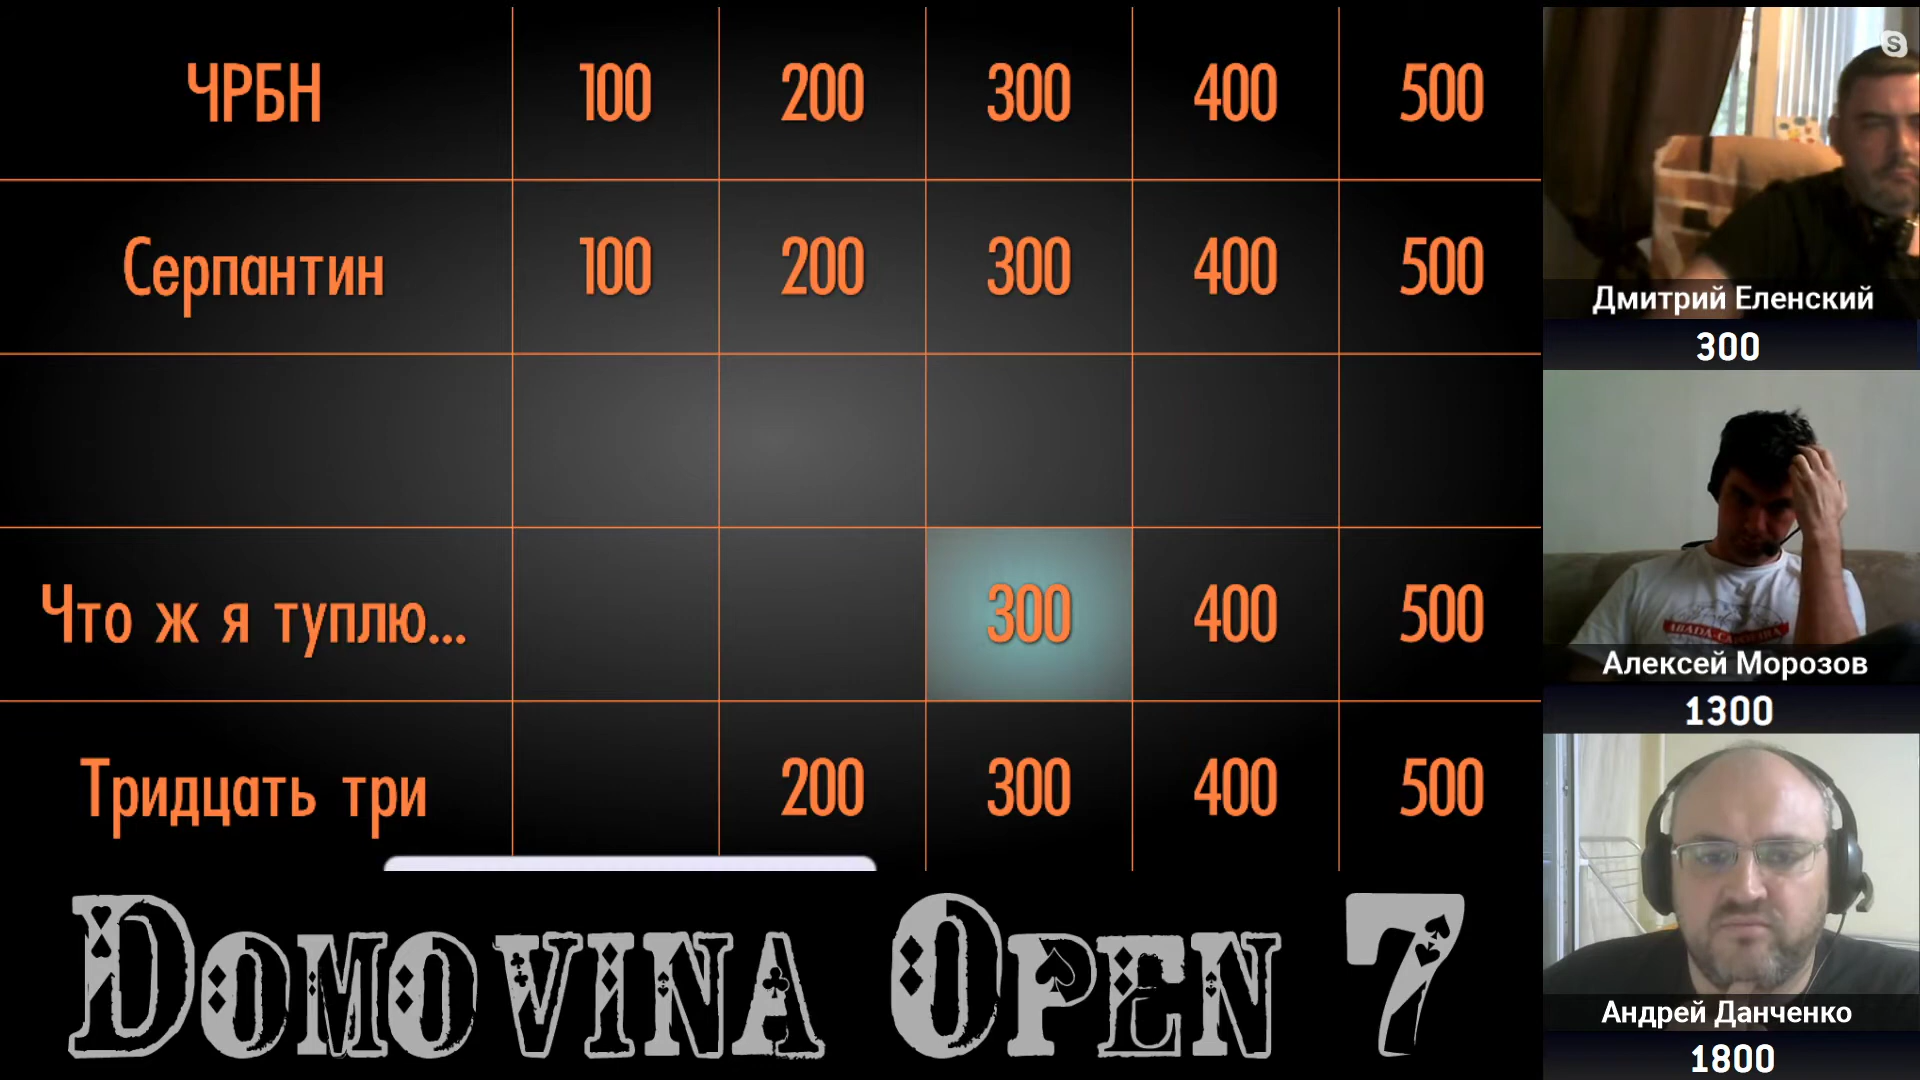 ЧРБН 100 200 300 400 500
Серпантин 100 200 300 400 500
Что ж я туплю... 300 400 500
Тридцать три 200 300 400 500
Domovina Open 7
S
Дмитрий Еленский
300
Алексей Морозов
1300
Андрей Данченко
1800